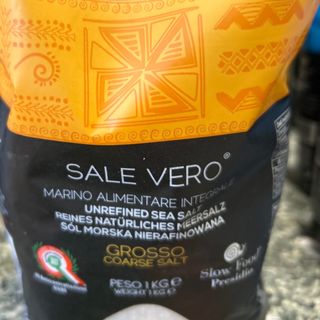 SALE VERO®
MARINO ALIMENTARE INTEGRALE
UNREFINED SEA SALT
REINES NATÜRLICHES MEERSALZ
SÓL MORSKA NIERAFINOWANA
GROSSO
COARSE SALT
PESO 1 KG e
WEIGHT 1 KG e
Slow Food®
Presidio